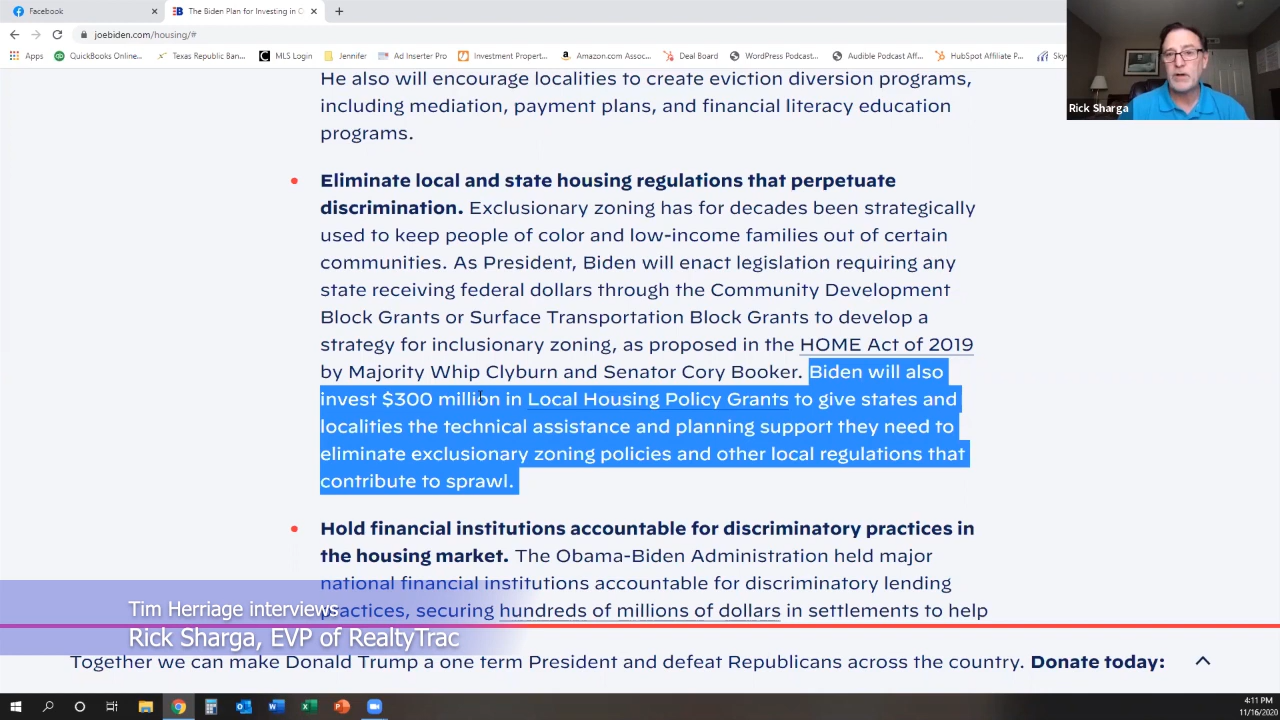 Facebook
The Biden Plan for Investing in O
joebiden.com/housing/#
Apps
QuickBooks Online...
Texas Republic Ban...
MLS Login
Jennifer
Ad Inserter Pro
Investment Propert...
Amazon.com Assoc...
Deal Board
WordPress Podcast...
Audible Podcast Aff...
HubSpot Affiliate P...
Rick Sharga
He also will encourage localities to create eviction diversion programs,
including mediation, payment plans, and financial literacy education
programs.
Eliminate local and state housing regulations that perpetuate
discrimination. Exclusionary zoning has for decades been strategically
used to keep people of color and low-income families out of certain
communities. As President, Biden will enact legislation requiring any
state receiving federal dollars through the Community Development
Block Grants or Surface Transportation Block Grants to develop a
strategy for inclusionary zoning, as proposed in the HOME Act of 2019
by Majority Whip Clyburn and Senator Cory Booker. Biden will also
invest $300 million in Local Housing Policy Grants to give states and
localities the technical assistance and planning support they need to
eliminate exclusionary zoning policies and other local regulations that
contribute to sprawl.
Hold financial institutions accountable for discriminatory practices in
the housing market. The Obama-Biden Administration held major
national financial institutions accountable for discriminatory lending
practices, securing hundreds of millions of dollars in settlements to help
Tim Herriage interviews
Rick Sharga, EVP of RealtyTrac
Together we can make Donald Trump a one term President and defeat Republicans across the country. Donate today:
4:11 PM
11/16/2020